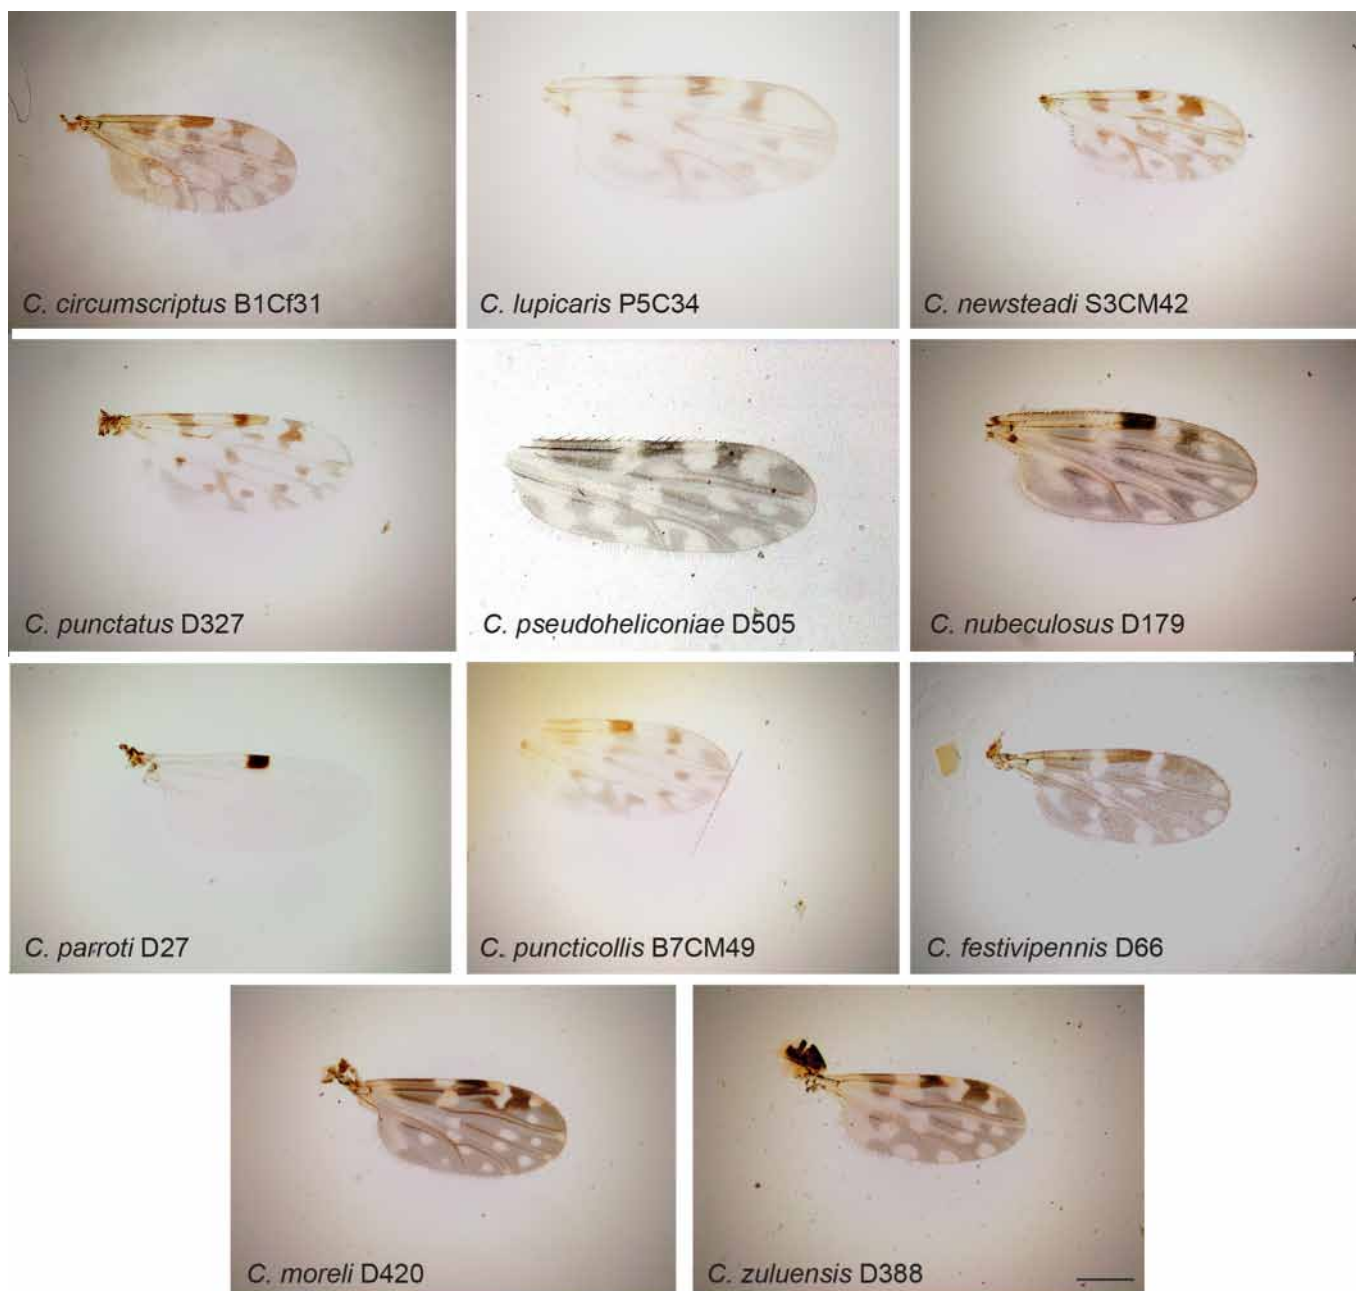 C. circumscriptus B1Cf31
C. lupicaris P5C34
C. newsteadi S3CM42
C. punctatus D327
C. pseudoheliconiae D505
C. nubeculosus D179
C. parroti D27
C. puncticollis B7CM49
C. festivipennis D66
C. moreli D420
C. zuluensis D388